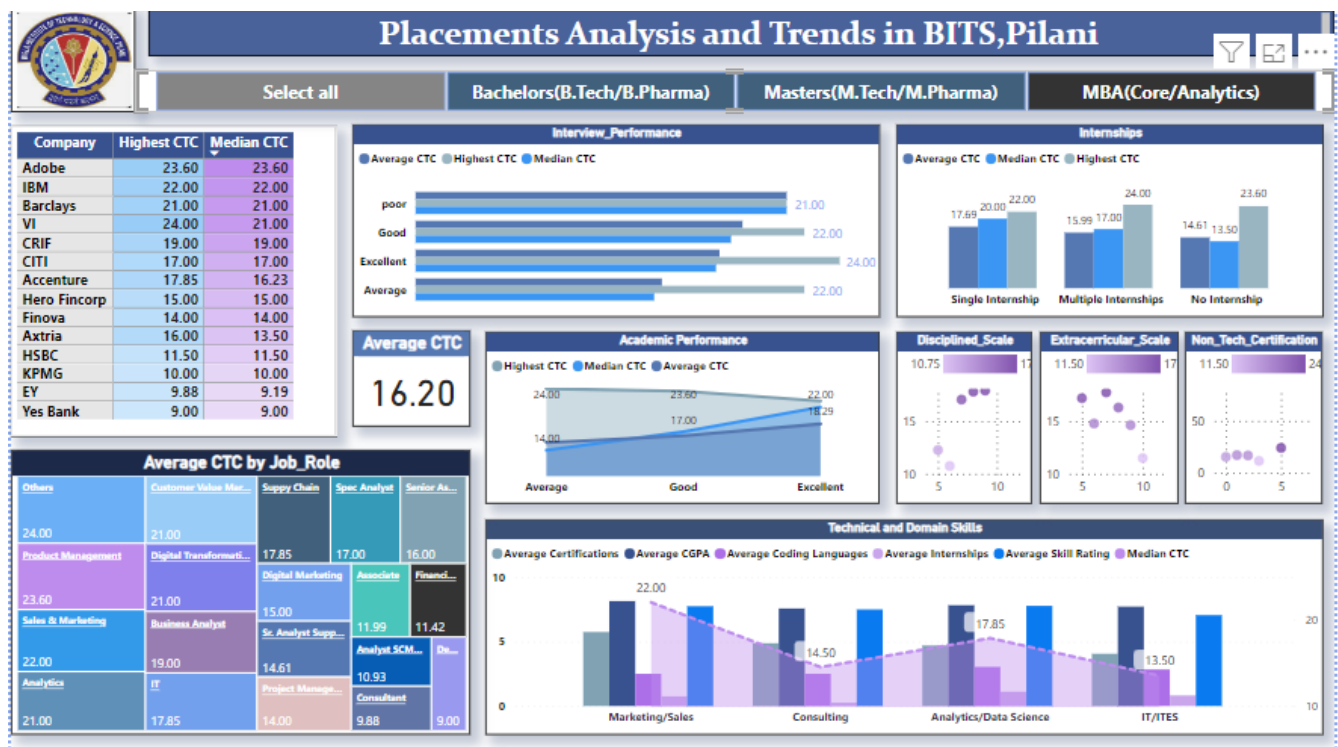 Placements Analysis and Trends in BITS,Pilani
Select all
Bachelors(B.Tech/B.Pharma)
Masters(M.Tech/M.Pharma)
MBA(Core/Analytics)
Company Highest CTC Median CTC
Adobe 23.60 23.60
IBM 22.00 22.00
Barclays 21.00 21.00
VI 24.00 21.00
CRIF 19.00 19.00
CITI 17.00 17.00
Accenture 17.85 16.23
Hero Fincorp 15.00 15.00
Finova 14.00 14.00
Axtria 16.00 13.50
HSBC 11.50 11.50
KPMG 10.00 10.00
EY 9.88 9.19
Yes Bank 9.00 9.00
Interview_Performance
Average CTC Highest CTC Median CTC
poor 21.00
Good 22.00
Excellent 24.00
Average 22.00
Internships
Average CTC Median CTC Highest CTC
17.69 20.00 22.00
15.99 17.00 24.00
14.61 13.50 23.60
Single Internship Multiple Internships No Internship
Average CTC
16.20
Academic Performance
Highest CTC Median CTC Average CTC
24.00 23.60 22.00
18.29
17.00
14.00
Average Good Excellent
Disciplined_Scale
10.75 17
15
10
5 10
Extracerricular_Scale
11.50 17
15
10
5 10
Non_Tech_Certification
11.50 24
50
0
0 5
Average CTC by Job_Role
Others
24.00
Product Management
23.60
Sales & Marketing
22.00
Analytics
21.00
Customer Value Mar...
21.00
Digital Transformati...
21.00
Business Analyst
19.00
IT
17.85
Suppy Chain
17.85
Spec Analyst
17.00
Senior As...
16.00
Digital Marketing
15.00
Sr. Analyst Supp...
14.61
Project Manage...
14.00
Associate
11.99
Financi...
11.42
Analyst SCM...
10.93
Consultant
9.88
De...
9.00
Technical and Domain Skills
Average Certifications Average CGPA Average Coding Languages Average Internships Average Skill Rating Median CTC
10
5
0
22.00
14.50
17.85
13.50
20
10
Marketing/Sales Consulting Analytics/Data Science IT/ITES